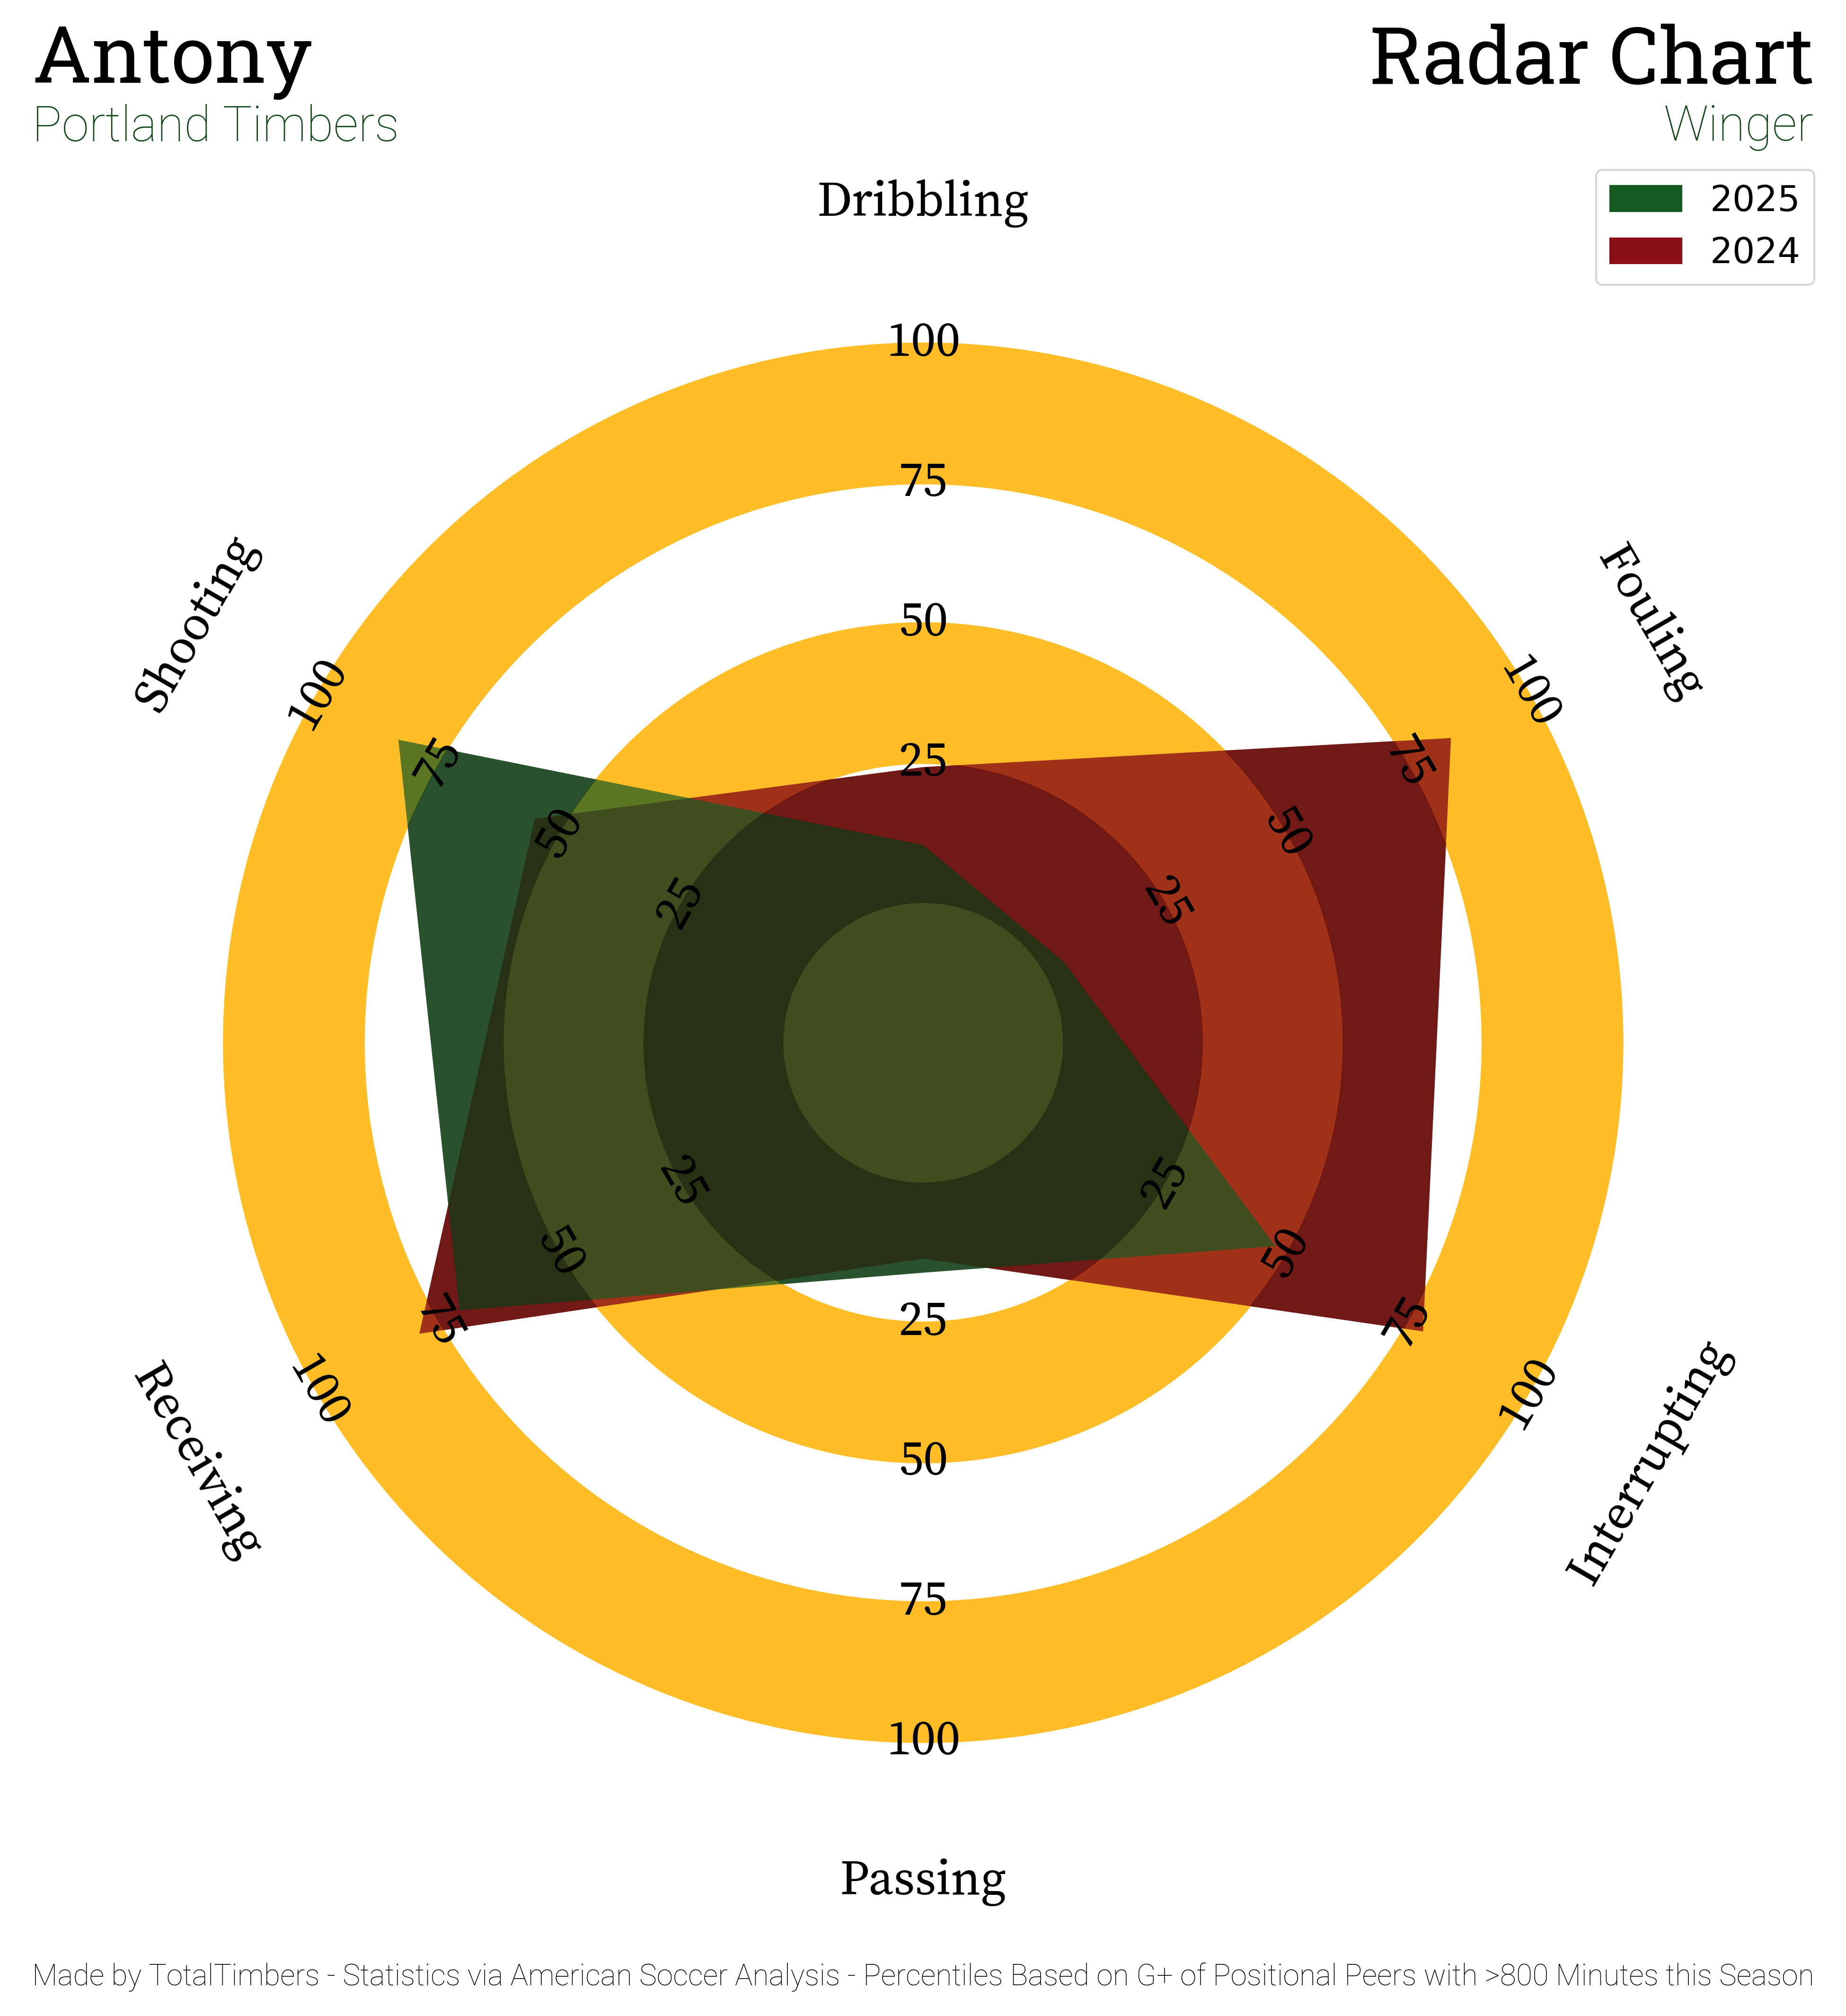 Antony
Radar Chart
Portland Timbers
Winger
2025
2024
Dribbling
100
75
50
25
Shooting
100
75
50
25
Fouling
100
75
50
25
Receiving
100
75
50
25
Interrupting
100
75
50
25
25
50
75
100
Passing
Made by TotalTimbers - Statistics via American Soccer Analysis - Percentiles Based on G+ of Positional Peers with >800 Minutes this Season